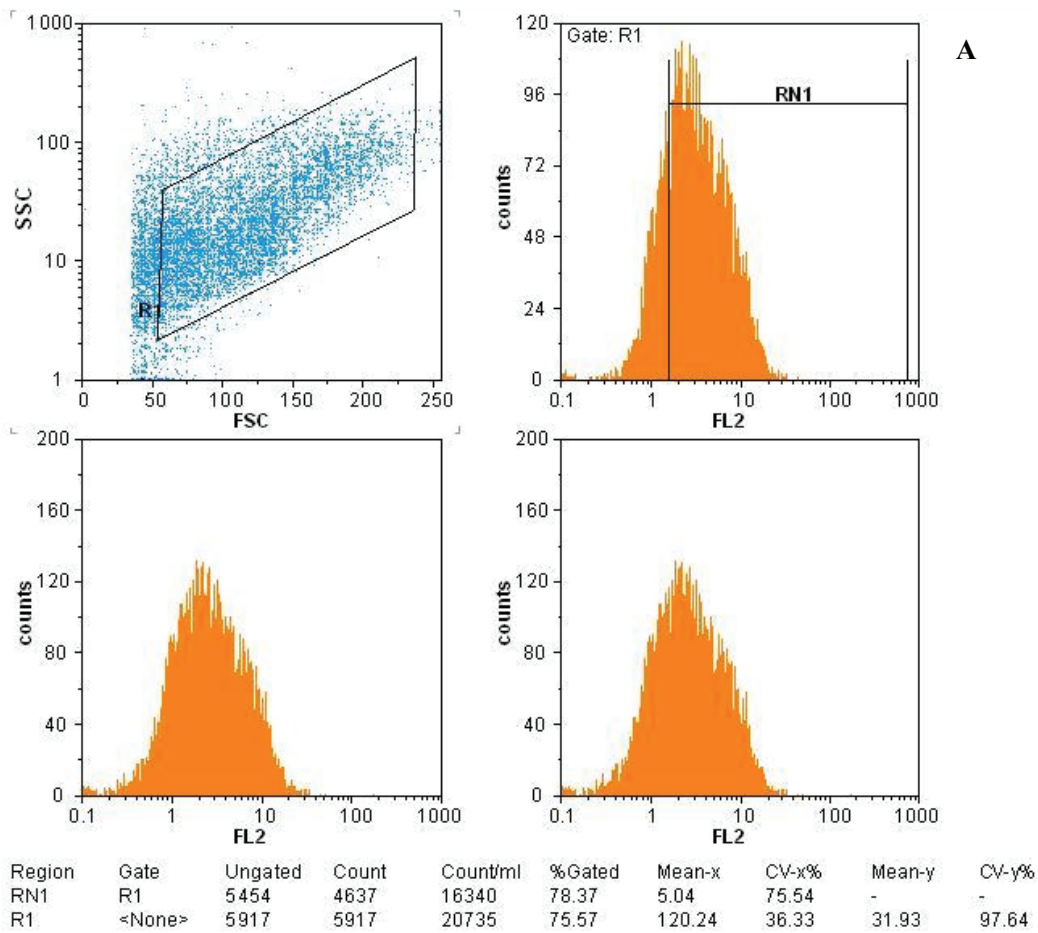 A
1000
100
10
1
SSC
R1
0 50 100 150 200 250
FSC
Gate: R1
RN1
120
96
72
48
24
0
counts
0.1 1 10 100 1000
FL2
200
160
120
80
40
0
counts
0.1 1 10 100 1000
FL2
200
160
120
80
40
0
counts
0.1 1 10 100 1000
FL2
Region Gate Ungated Count Count/ml %Gated Mean-x CV-x% Mean-y CV-y%
RN1 R1 5454 4637 16340 78.37 5.04 75.54 - -
R1 <None> 5917 5917 20735 75.57 120.24 36.33 31.93 97.64